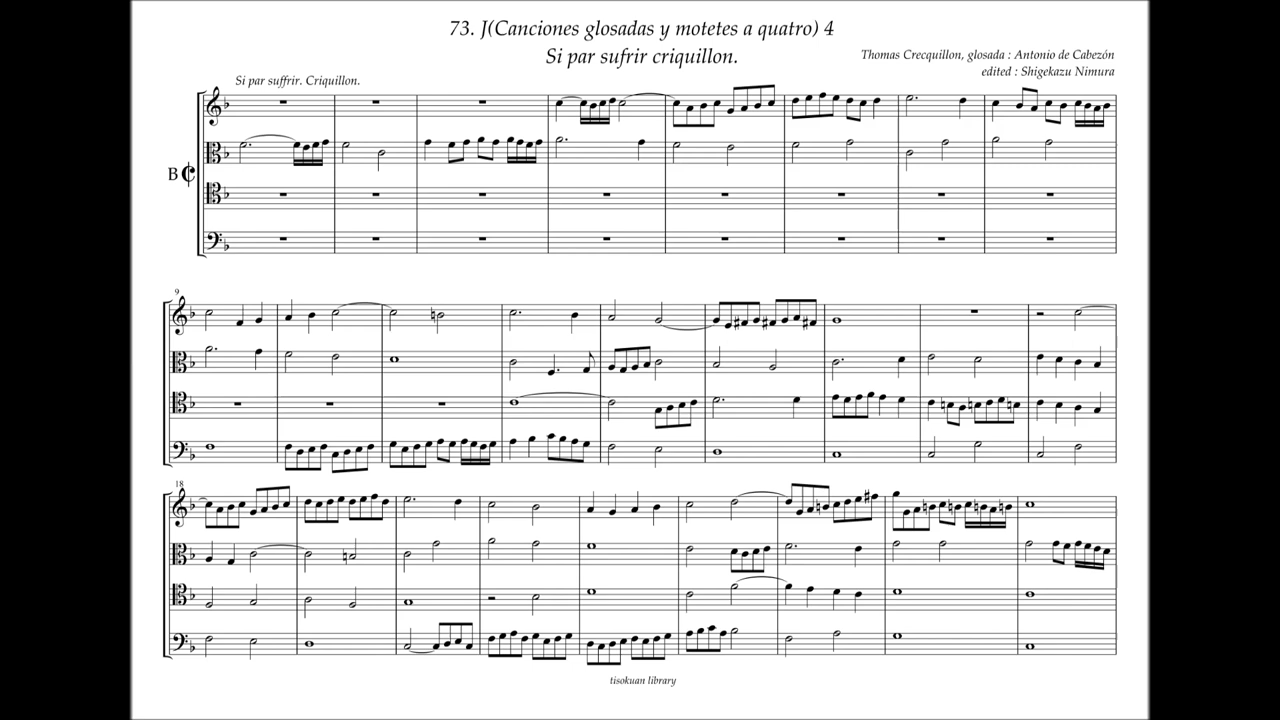 73. J(Canciones glosadas y motetes a quatro) 4
Si par sufrir criquillon.
Thomas Crecquillon, glosada : Antonio de Cabezón
edited : Shigekazu Nimura
Si par suffrir. Criquillon.
B
9
18
tisokuan library